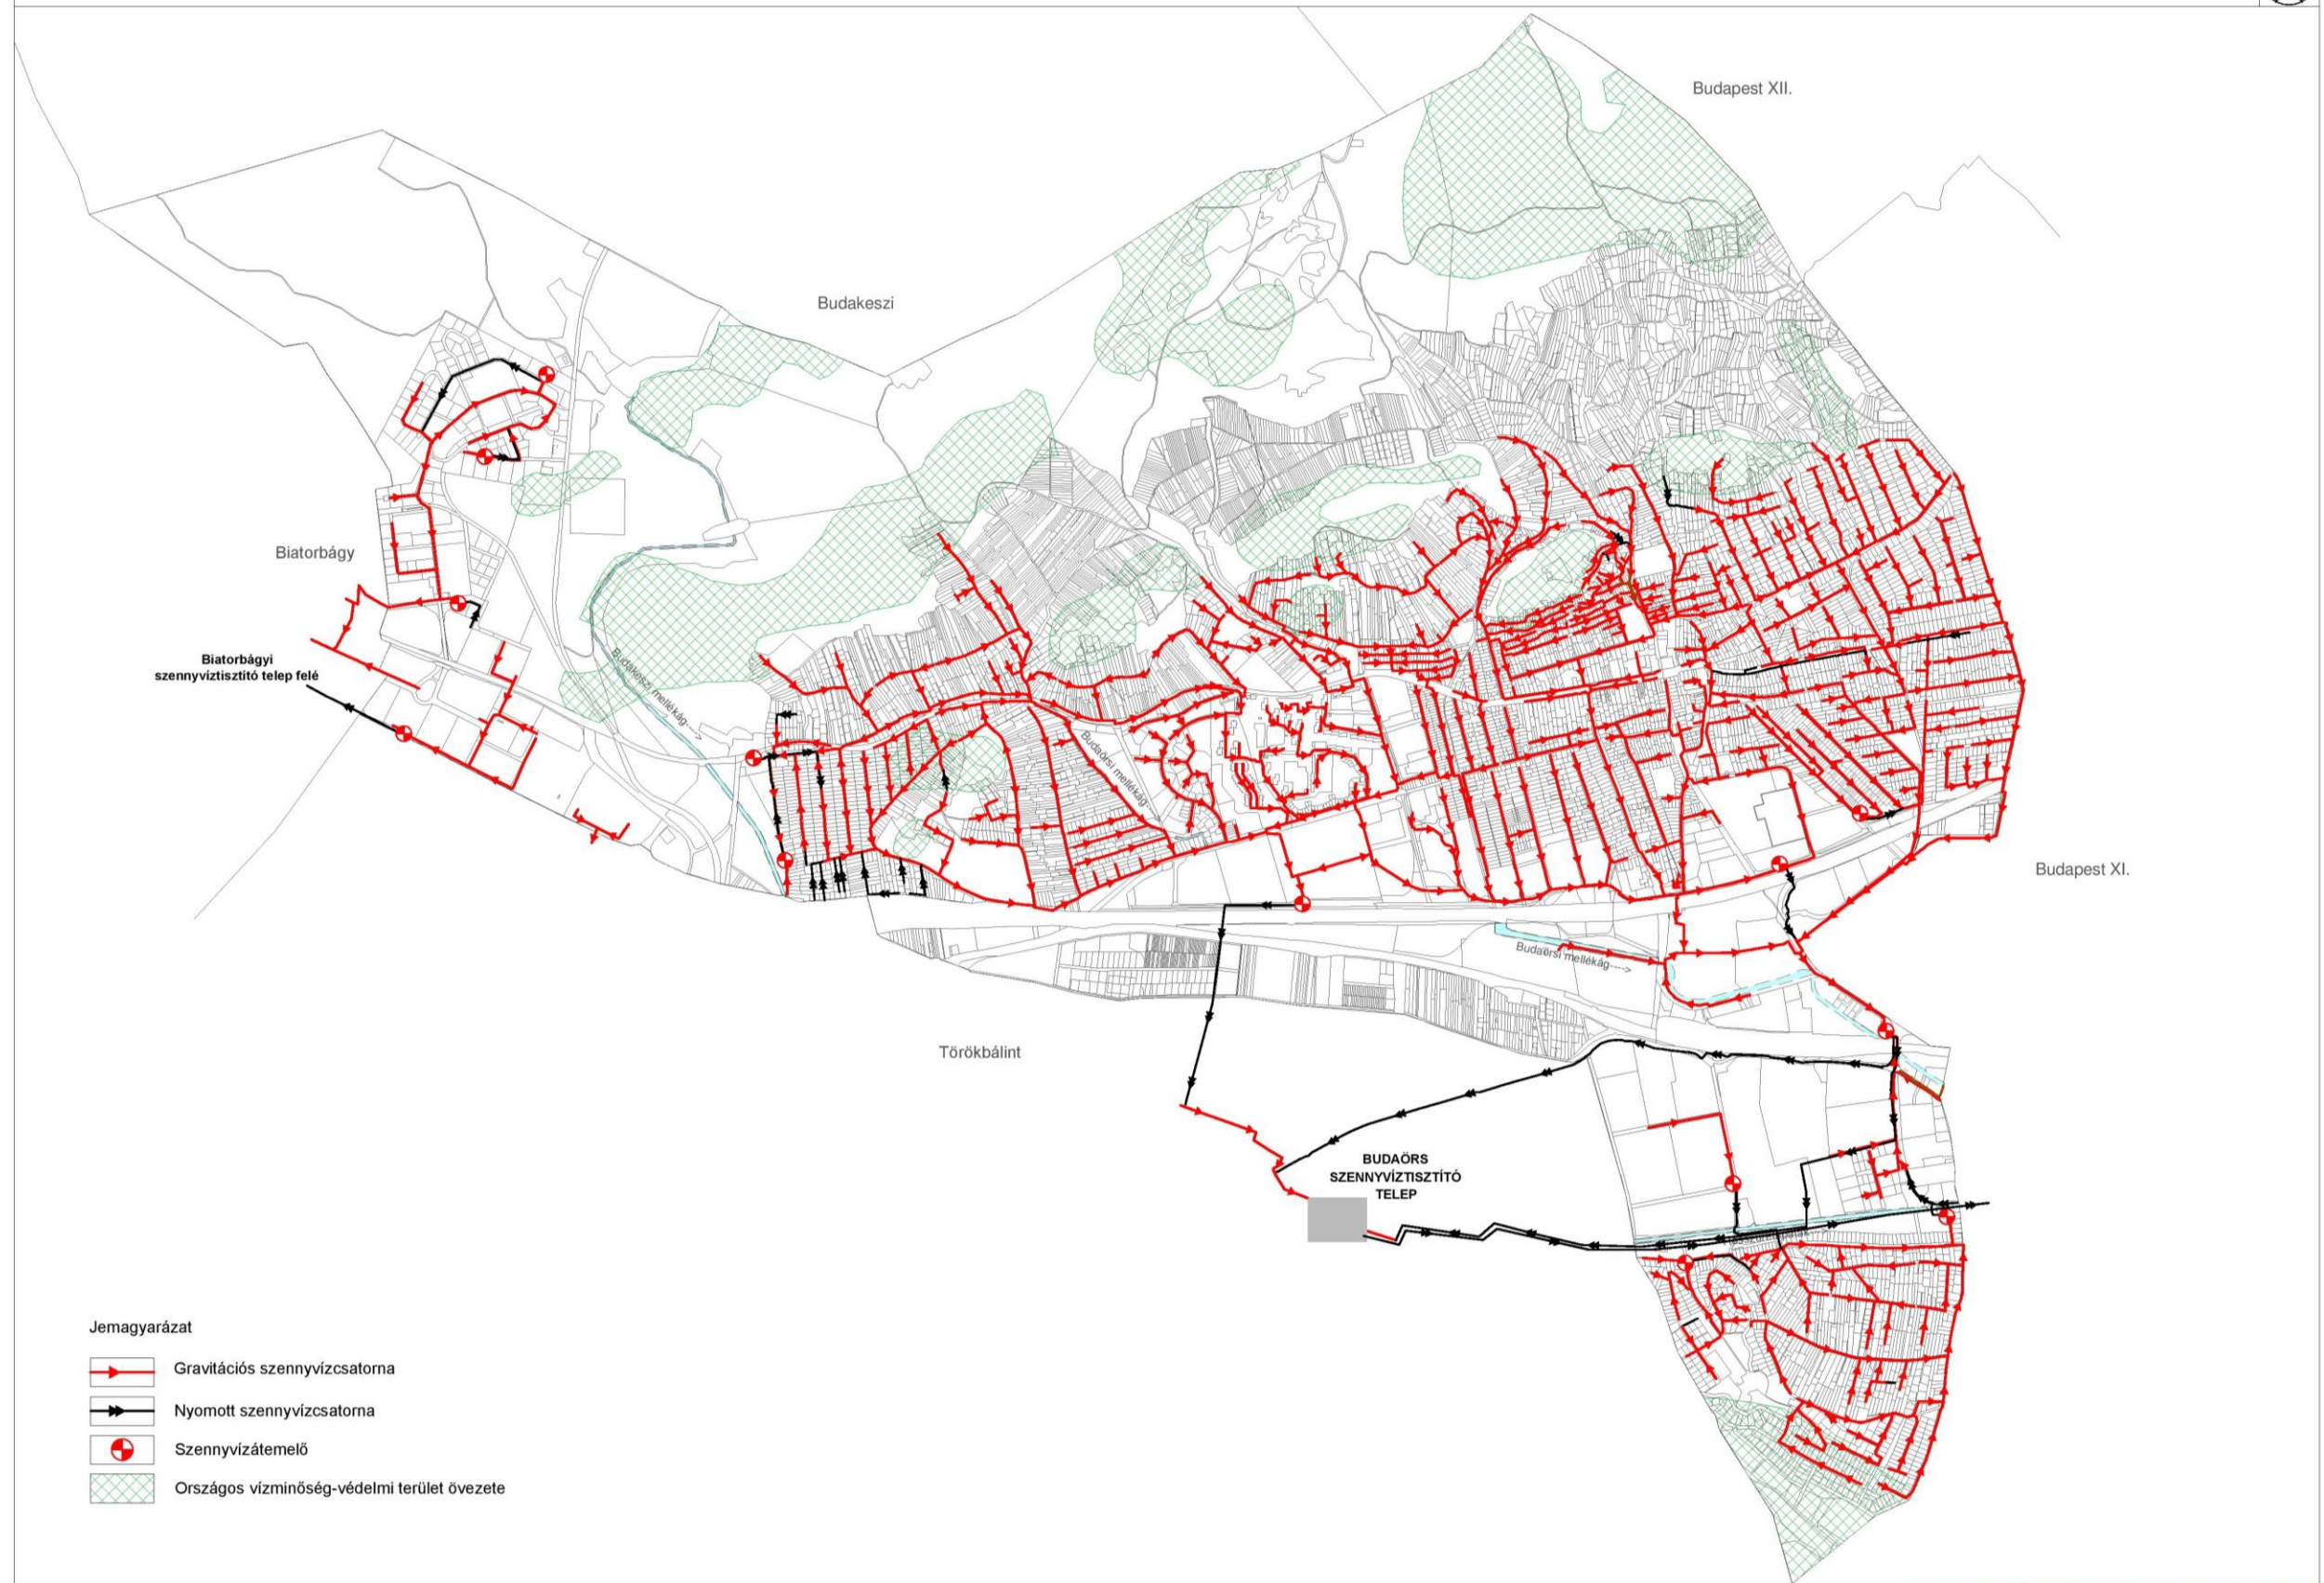 Budapest XII.
Budakeszi
Biatorbágy
Biatorbágyi
szennyvíztisztító telep felé
Budakeszi mellékág---->
Budaörsi mellékág---->
Budapest XI.
Budaörsi mellékág---->
Törökbálint
BUDAÖRS
SZENNYVÍZTISZTÍTÓ
TELEP
Jemagyarázat
Gravitációs szennyvízcsatorna
Nyomott szennyvízcsatorna
Szennyvízátemelő
Országos vízminőség-védelmi terület övezete